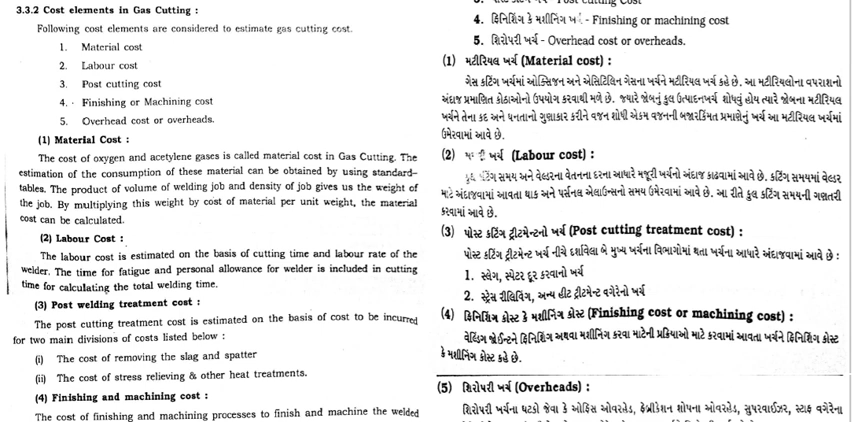 3.3.2 Cost elements in Gas Cutting :
Following cost elements are considered to estimate gas cutting cost.
1. Material cost
2. Labour cost
3. Post cutting cost
4. Finishing or Machining cost
5. Overhead cost or overheads.
(1) Material Cost :
The cost of oxygen and acetylene gases is called material cost in Gas Cutting. The
estimation of the consumption of these material can be obtained by using standard-
tables. The product of volume of welding job and density of job gives us the weight of
the job. By multiplying this weight by cost of material per unit weight, the material
cost can be calculated.
(2) Labour Cost :
The labour cost is estimated on the basis of cutting time and labour rate of the
welder. The time for fatigue and personal allowance for welder is included in cutting
time for calculating the total welding time.
(3) Post welding treatment cost :
The post cutting treatment cost is estimated on the basis of cost to be incurred
for two main divisions of costs listed below :
(i) The cost of removing the slag and spatter
(ii) The cost of stress relieving & other heat treatments.
(4) Finishing and machining cost :
The cost of finishing and machining processes to finish and machine the welded
4. ફિનિશિંગ કે મશીનિંગ - Finishing or machining cost
5. શિરોપરી ખર્ચ - Overhead cost or overheads.
(1) મટીરિયલ ખર્ચ (Material cost) :
ગેસ કટિંગ ખર્ચમાં ઓક્સિજન અને એસિટિલિન ગેસના ખર્ચને મટીરિયલ ખર્ચ કહે છે. આ મટીરિયલોના વપરાશનો
અંદાજ પ્રમાણિત કોઠાઓનો ઉપયોગ કરવાથી મળે છે. જ્યારે જોબનું કુલ ઉત્પાદનખર્ચ શોધવું હોય ત્યારે જોબના મટીરિયલ
ખર્ચને તેના કદ અને ઘનતાનો ગુણાકાર કરીને વજન શોધી એકમ વજનની બજારકિંમત પ્રમાણેનું ખર્ચ આ મટીરિયલ ખર્ચમાં
ઉમેરવામાં આવે છે.
(2) ખર્ચ (Labour cost) :
કુલ કટિંગ સમય અને વેલ્ડરના વેતનના દરના આધારે મજૂરી ખર્ચનો અંદાજ કાઢવામાં આવે છે. કટિંગ સમયમાં વેલ્ડર
માટે અંદાજવામાં આવતા થાક અને પર્સનલ એલાઉન્સનો સમય ઉમેરવામાં આવે છે. આ રીતે કુલ કટિંગ સમયની ગણતરી
કરવામાં આવે છે.
(3) પોસ્ટ કટિંગ ટ્રીટમેન્ટનો ખર્ચ (Post cutting treatment cost) :
પોસ્ટ કટિંગ ટ્રીટમેન્ટ ખર્ચ નીચે દર્શાવેલા બે મુખ્ય ખર્ચના વિભાગોમાં થતા ખર્ચના આધારે અંદાજવામાં આવે છે :
1. સ્લેગ, સ્પેટર દૂર કરવાનો ખર્ચ
2. સ્ટ્રેસ રીલિવિંગ, અન્ય હીટ ટ્રીટમેન્ટ વગેરેનો ખર્ચ
(4) ફિનિશિંગ કોસ્ટ કે મશીનિંગ કોસ્ટ (Finishing cost or machining cost) :
વેલ્ડિંગ જોઈન્ટને ફિનિશિંગ અથવા મશીનિંગ કરવા માટેની પ્રક્રિયાઓ માટે કરવામાં આવતા ખર્ચને ફિનિશિંગ કોસ્ટ
કે મશીનિંગ કોસ્ટ કહે છે.
(5) શિરોપરી ખર્ચ (Overheads) :
શિરોપરી ખર્ચના ઘટકો જેવા કે ઓફિસ ઓવરહેડ, ફેબ્રીકેશન શોપના ઓવરહેડ, સુપરવાઈઝર, સ્ટાફ વગેરેના